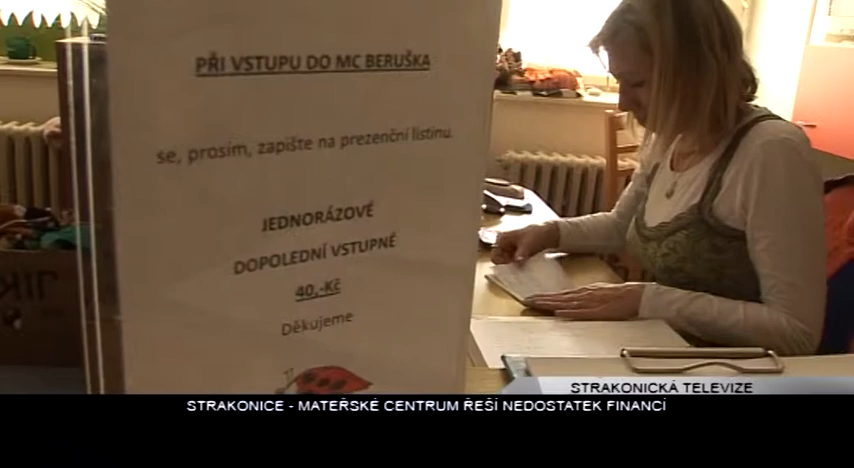 PŘI VSTUPU DO MC BERUŠKA
se, prosím, zapište na prezenční listinu.
JEDNORÁZOVÉ
DOPOLEDNÍ VSTUPNÉ
40,-Kč
Děkujeme
STRAKONICKÁ TELEVIZE
STRAKONICE - MATEŘSKÉ CENTRUM ŘEŠÍ NEDOSTATEK FINANCÍ